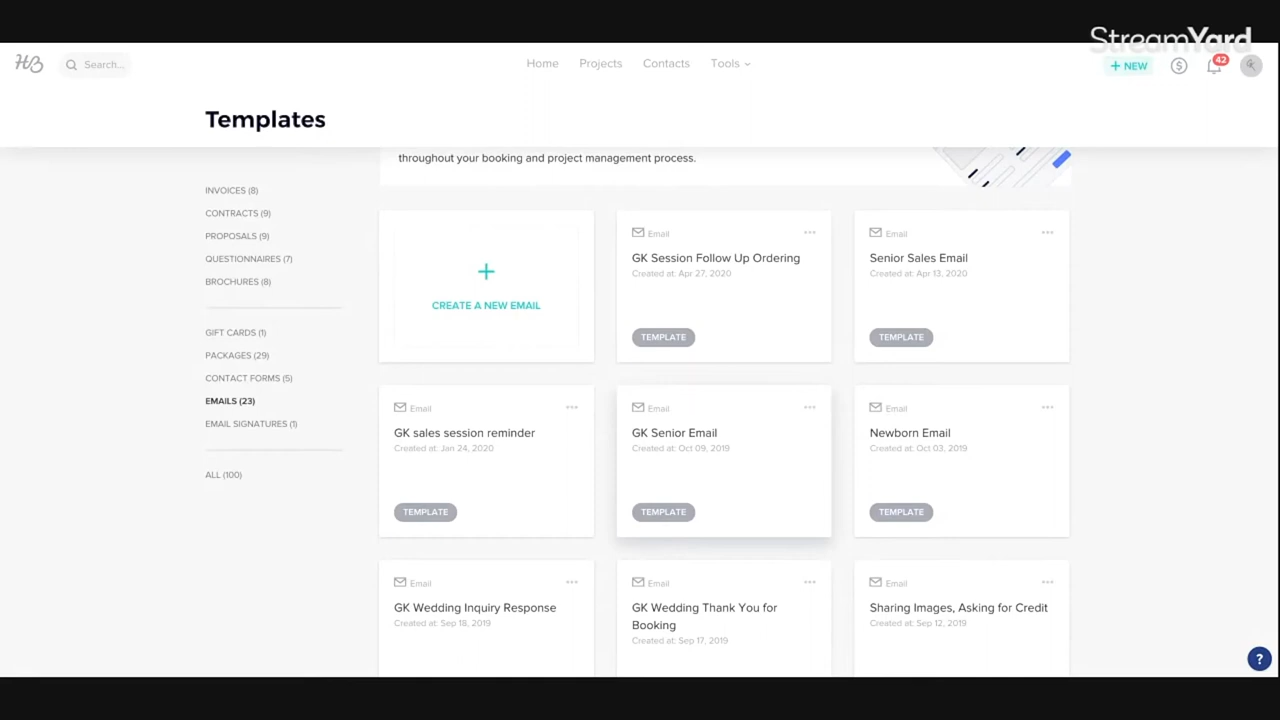 StreamYard
HB
Search...
Home
Projects
Contacts
Tools
+ NEW
42
Templates
throughout your booking and project management process.
INVOICES (8)
CONTRACTS (9)
PROPOSALS (9)
QUESTIONNAIRES (7)
BROCHURES (8)
GIFT CARDS (1)
PACKAGES (29)
CONTACT FORMS (5)
EMAILS (23)
EMAIL SIGNATURES (1)
ALL (100)
+
CREATE A NEW EMAIL
Email
GK Session Follow Up Ordering
Created at: Apr 27, 2020
TEMPLATE
Email
Senior Sales Email
Created at: Apr 13, 2020
TEMPLATE
Email
GK sales session reminder
Created at: Jan 24, 2020
TEMPLATE
Email
GK Senior Email
Created at: Oct 09, 2019
TEMPLATE
Email
Newborn Email
Created at: Oct 03, 2019
TEMPLATE
Email
GK Wedding Inquiry Response
Created at: Sep 18, 2019
Email
GK Wedding Thank You for
Booking
Created at: Sep 17, 2019
Email
Sharing Images, Asking for Credit
Created at: Sep 12, 2019
?